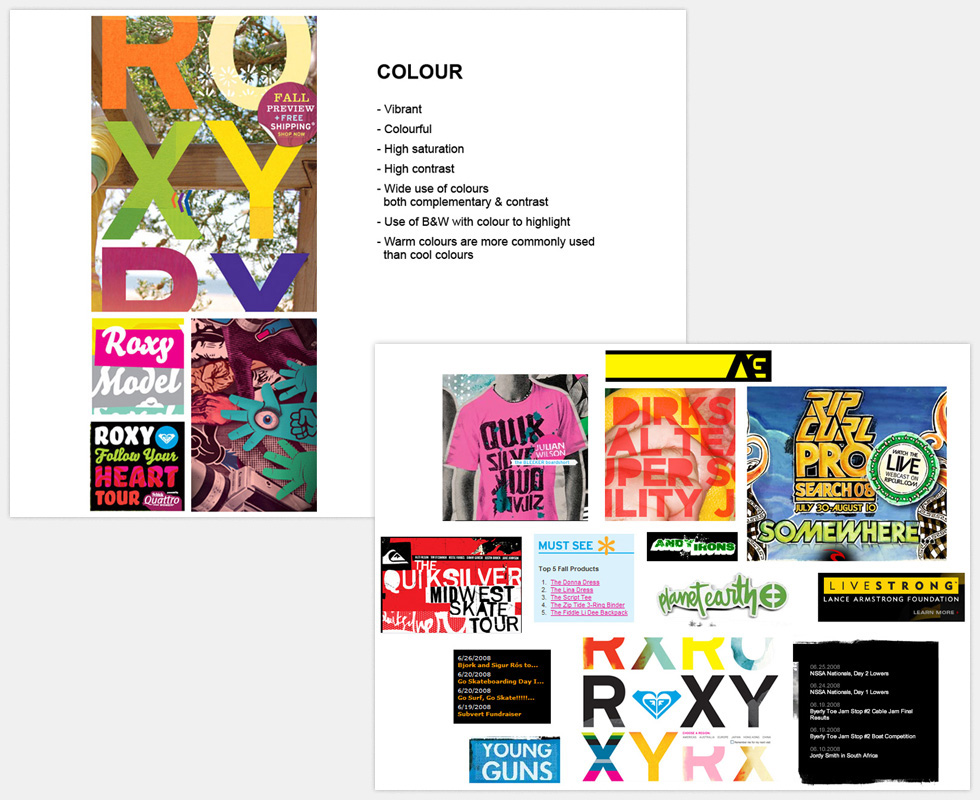 ROXY
RY
FALL
PREVIEW
+ FREE
SHIPPING*
SHOP NOW
COLOUR
- Vibrant
- Colourful
- High saturation
- High contrast
- Wide use of colours
both complementary & contrast
- Use of B&W with colour to highlight
- Warm colours are more commonly used
than cool colours
Roxy
Model
ROXY
Follow Your
HEART
TOUR
Quattro
QUIK
SILVE
JULIAN
WILSON
DIRKS
AL TE
UPER S
ILITY J
RIP
CURL
PRO
SEARCH 08
JULY 30-AUGUST 10
SOMEWHERE
WATCH THE
LIVE
WEBCAST ON
RIPCURL.COM
THE
QUIKSILVER
MIDWEST
SKATE
TOUR
MUST SEE
Top 5 Fall Products
1. The Donna Dress
2. The Lina Dress
3. The Script Tee
4. The Zip Tide 3-Ring Binder
5. The Fiddle Li Dee Backpack
AND IKONS
planet earth
LIVESTRONG
LANCE ARMSTRONG FOUNDATION
LEARN MORE
6/26/2008
Bjork and Sigur Rós to...
6/20/2008
Go Skateboarding Day I...
6/20/2008
Go Surf, Go Skate!!!!!...
6/19/2008
Subvert Fundraiser
RXRO
ROXY
XYRX
06.25.2008
NSSA Nationals, Day 2 Lowers
06.24.2008
NSSA Nationals, Day 1 Lowers
06.19.2008
Byerly Toe Jam Stop #2 Cable Jam Final
Results
06.19.2008
Byerly Toe Jam Stop #2 Boat Competition
06.10.2008
Jordy Smith in South Africa
YOUNG
GUNS